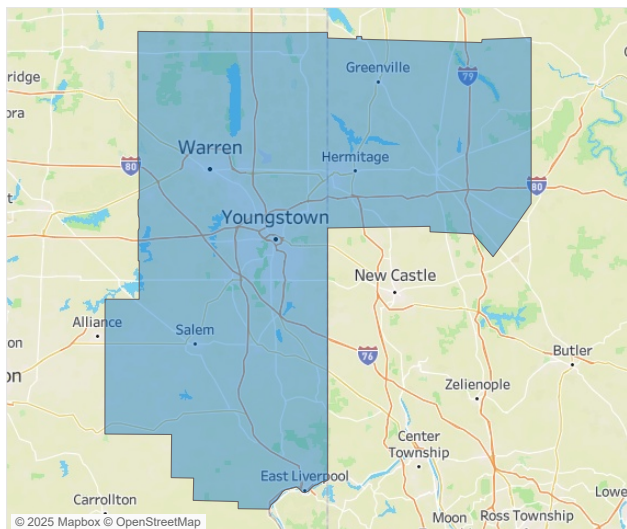 Greenville
79
ridge
ora
Warren
80
Hermitage
80
t
Youngstown
New Castle
Alliance
Salem
on
76
Butler
on
Zelienople
Center
Township
East Liverpool
Carrollton
Moon
Ross Township
© 2025 Mapbox © OpenStreetMap